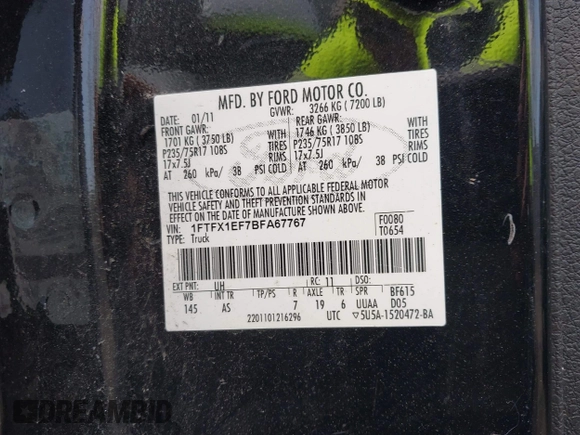 MFD. BY FORD MOTOR CO.
DATE: 01/11 GVWR: 3266 KG ( 7200 LB)
FRONT GAWR: REAR GAWR:
1701 KG ( 3750 LB) WITH 1746 KG ( 3850 LB) WITH
P235/75R17 108S TIRES P235/75R17 108S TIRES
17x7.5J RIMS 17x7.5J RIMS
AT 260 kPa/ 38 PSI COLD AT 260 kPa/ 38 PSI COLD
THIS VEHICLE CONFORMS TO ALL APPLICABLE FEDERAL MOTOR
VEHICLE SAFETY AND THEFT PREVENTION STANDARDS IN
EFFECT ON THE DATE OF MANUFACTURE SHOWN ABOVE.
VIN: 1FTFX1EF7BFA67767 F0080
TYPE: Truck T0654
EXT PNT: UH RC: 11 DSO:
WB INT TR TP/PS R AXLE TR SPR BF615
145 AS 7 19 6 UUAA D05
2201101216296 UTC ▽5U5A-1520472-BA
DREAMBID